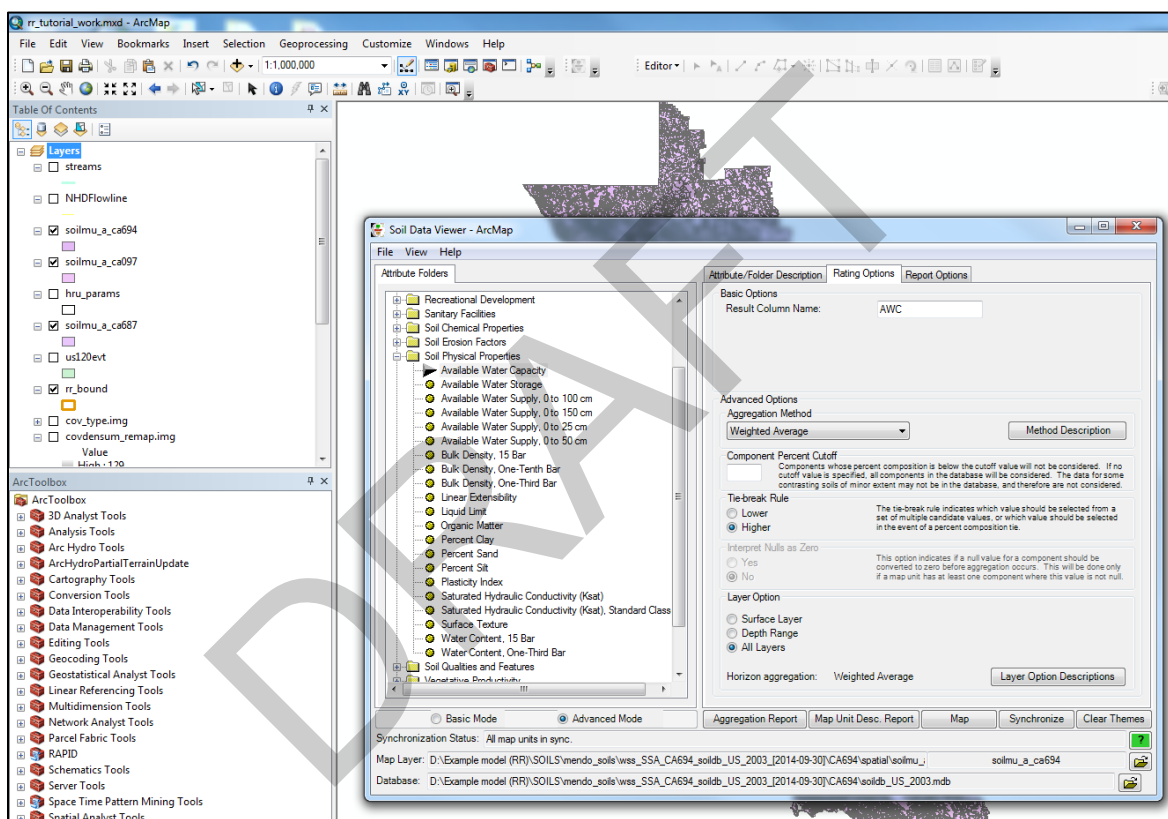 rr_tutorial_work.mxd - ArcMap
File Edit View Bookmarks Insert Selection Geoprocessing Customize Windows Help
1:1,000,000
Editor
Table Of Contents
Layers
streams
NHDFlowline
soilmu_a_ca694
soilmu_a_ca097
hru_params
soilmu_a_ca687
us120evt
rr_bound
cov_type.img
covdensum_remap.img
Value
High : 129
ArcToolbox
ArcToolbox
3D Analyst Tools
Analysis Tools
Arc Hydro Tools
ArcHydroPartialTerrainUpdate
Cartography Tools
Conversion Tools
Data Interoperability Tools
Data Management Tools
Editing Tools
Geocoding Tools
Geostatistical Analyst Tools
Linear Referencing Tools
Multidimension Tools
Network Analyst Tools
Parcel Fabric Tools
RAPID
Schematics Tools
Server Tools
Space Time Pattern Mining Tools
Spatial Analyst Tools
Soil Data Viewer - ArcMap
File View Help
Attribute Folders
Recreational Development
Sanitary Facilities
Soil Chemical Properties
Soil Erosion Factors
Soil Physical Properties
Available Water Capacity
Available Water Storage
Available Water Supply, 0 to 100 cm
Available Water Supply, 0 to 150 cm
Available Water Supply, 0 to 25 cm
Available Water Supply, 0 to 50 cm
Bulk Density, 15 Bar
Bulk Density, One-Tenth Bar
Bulk Density, One-Third Bar
Linear Extensibility
Liquid Limit
Organic Matter
Percent Clay
Percent Sand
Percent Silt
Plasticity Index
Saturated Hydraulic Conductivity (Ksat)
Saturated Hydraulic Conductivity (Ksat), Standard Class
Surface Texture
Water Content, 15 Bar
Water Content, One-Third Bar
Soil Qualities and Features
Vegetative Productivity
Basic Mode Advanced Mode
Attribute/Folder Description Rating Options Report Options
Basic Options
Result Column Name: AWC
Advanced Options
Aggregation Method
Weighted Average Method Description
Component Percent Cutoff
Components whose percent composition is below the cutoff value will not be considered. If no
cutoff value is specified, all components in the database will be considered. The data for some
contrasting soils of minor extent may not be in the database, and therefore are not considered.
Tie-break Rule
Lower
Higher
The tie-break rule indicates which value should be selected from a
set of multiple candidate values, or which value should be selected
in the event of a percent composition tie.
Interpret Nulls as Zero
Yes
No
This option indicates if a null value for a component should be
converted to zero before aggregation occurs. This will be done only
if a map unit has at least one component where this value is not null.
Layer Option
Surface Layer
Depth Range
All Layers
Horizon aggregation: Weighted Average Layer Option Descriptions
Aggregation Report Map Unit Desc. Report Map Synchronize Clear Themes
Synchronization Status: All map units in sync.
Map Layer: D:\Example model (RR)\SOILS\mendo_soils\wss_SSA_CA694_soildb_US_2003_[2014-09-30]\CA694\spatial\soilmu_ soilmu_a_ca694
Database: D:\Example model (RR)\SOILS\mendo_soils\wss_SSA_CA694_soildb_US_2003_[2014-09-30]\CA694\soildb_US_2003.mdb
DRAFT